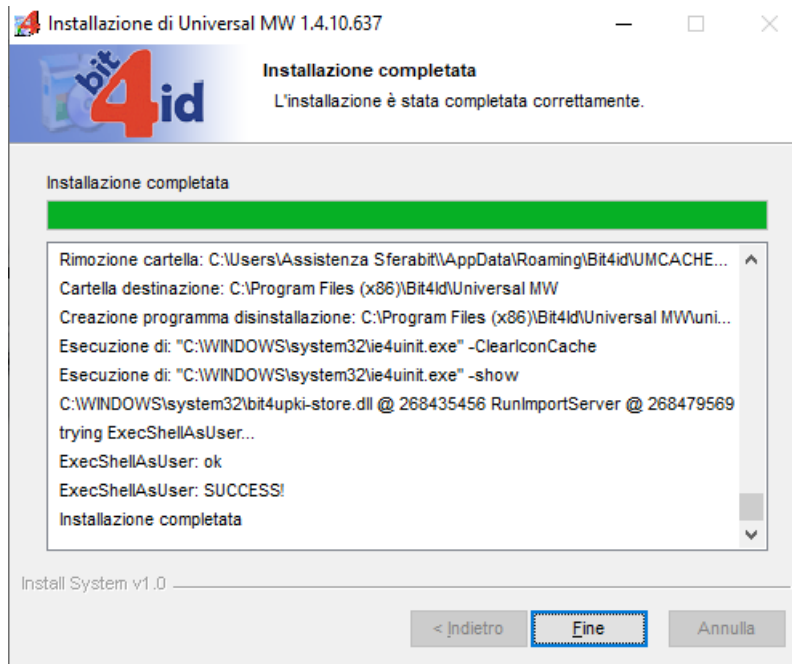 Installazione di Universal MW 1.4.10.637
bit
4id
Installazione completata
L'installazione è stata completata correttamente.
Installazione completata
Rimozione cartella: C:\Users\Assistenza Sferabit\\AppData\Roaming\Bit4id\UMCACHE...
Cartella destinazione: C:\Program Files (x86)\Bit4Id\Universal MW
Creazione programma disinstallazione: C:\Program Files (x86)\Bit4Id\Universal MW\uni...
Esecuzione di: "C:\WINDOWS\system32\ie4uinit.exe" -ClearIconCache
Esecuzione di: "C:\WINDOWS\system32\ie4uinit.exe" -show
C:\WINDOWS\system32\bit4upki-store.dll @ 268435456 RunImportServer @ 268479569
trying ExecShellAsUser...
ExecShellAsUser: ok
ExecShellAsUser: SUCCESS!
Installazione completata
Install System v1.0
< Indietro
Fine
Annulla